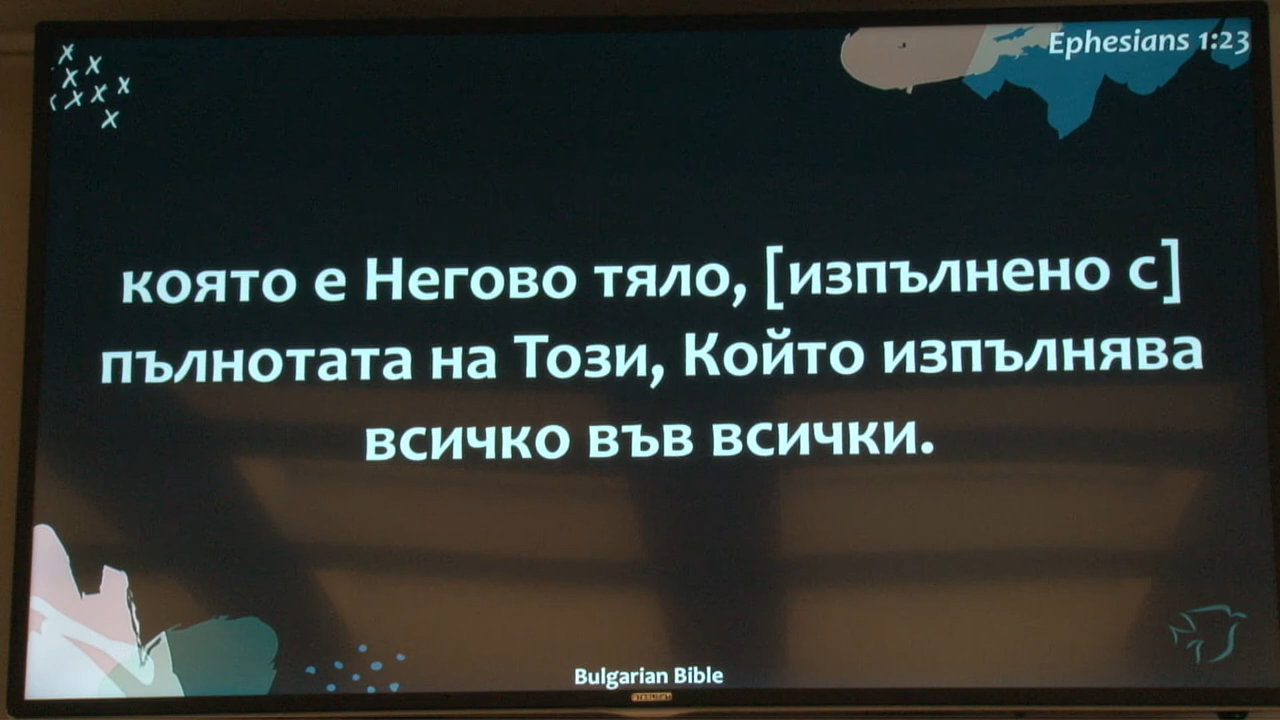 Ephesians 1:23
която е Негово тяло, [изпълнено с]
пълнотата на Този, Който изпълнява
всичко във всички.
Bulgarian Bible